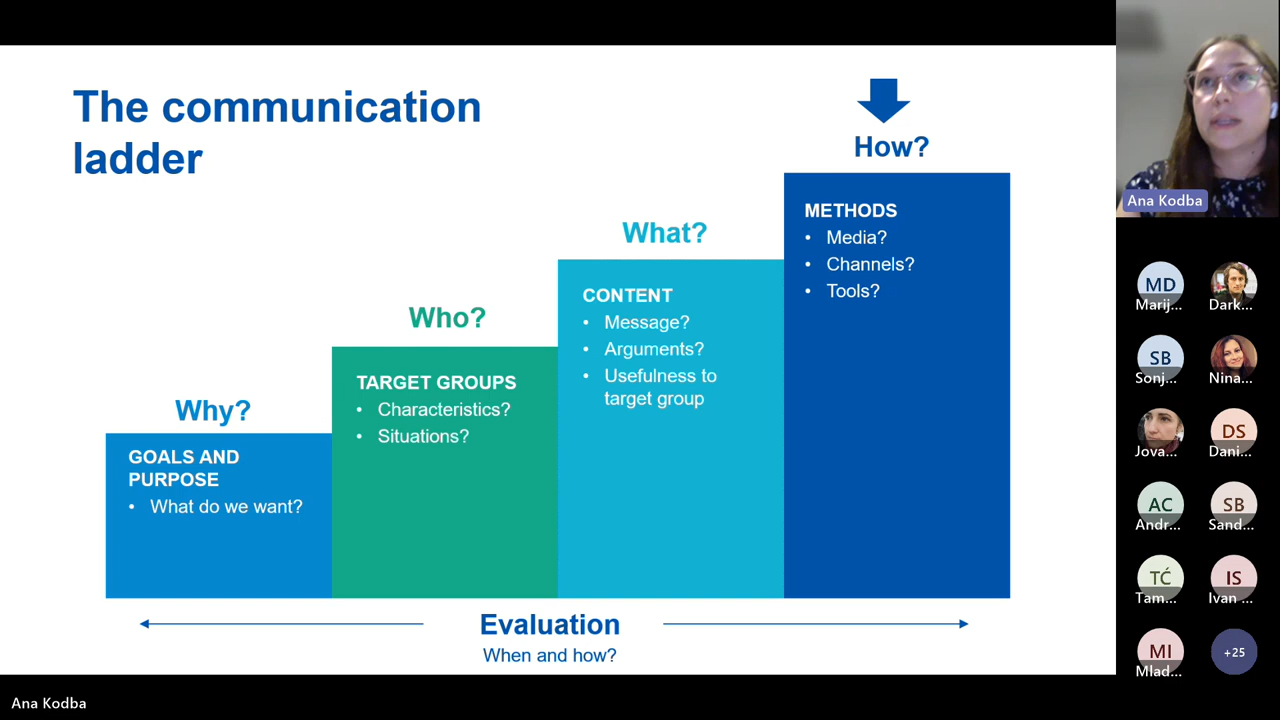 The communication
ladder
How?
METHODS
• Media?
• Channels?
• Tools?
What?
CONTENT
• Message?
• Arguments?
• Usefulness to
target group
Who?
TARGET GROUPS
• Characteristics?
• Situations?
Why?
GOALS AND
PURPOSE
• What do we want?
Evaluation
When and how?
Ana Kodba
MD
Marij...
Dark...
SB
Sonj...
Nina...
Jova...
DS
Dani...
AC
Andr...
SB
Sand...
TĆ
Tam...
IS
Ivan ...
MI
Mlad...
+25
Ana Kodba